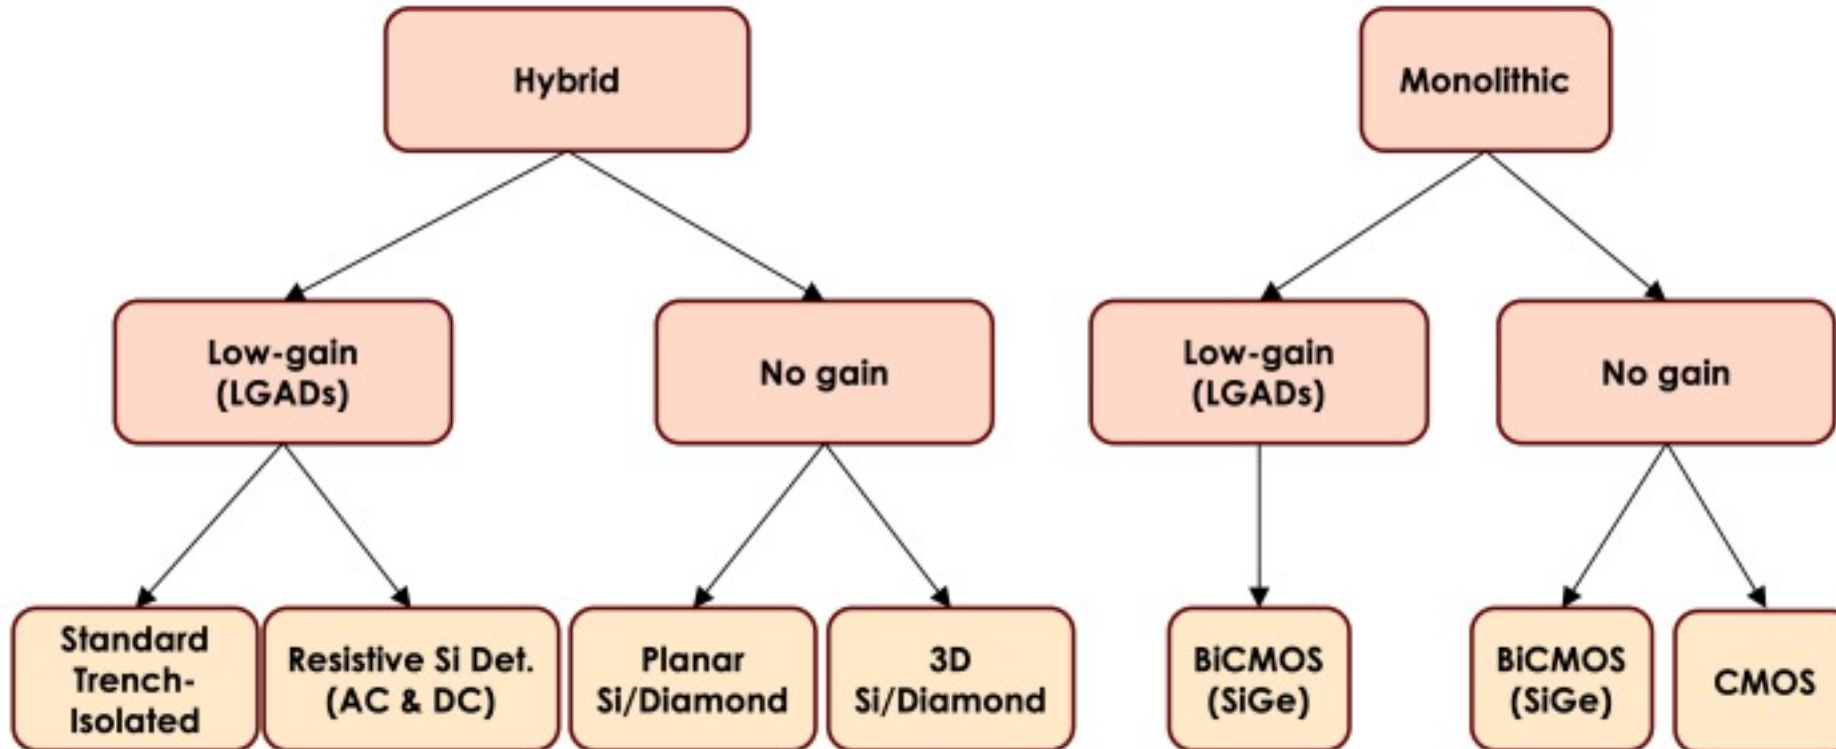 Hybrid
Monolithic
Low-gain
(LGADs)
No gain
Low-gain
(LGADs)
No gain
Standard
Trench-
Isolated
Resistive Si Det.
(AC & DC)
Planar
Si/Diamond
3D
Si/Diamond
BiCMOS
(SiGe)
BiCMOS
(SiGe)
CMOS